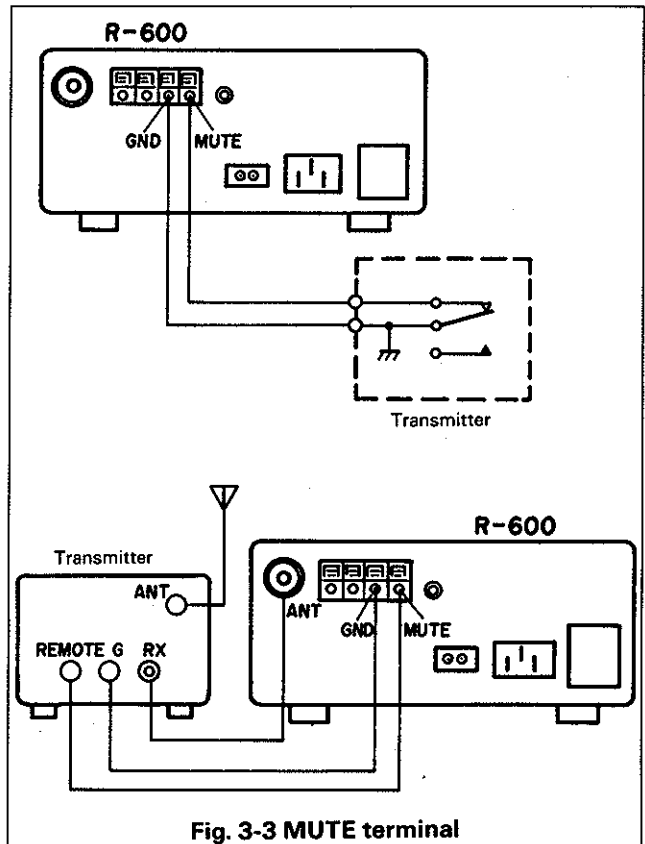 R-600
GND MUTE
Transmitter
R-600
Transmitter
ANT
ANT
GND MUTE
REMOTE G RX
Fig. 3-3 MUTE terminal